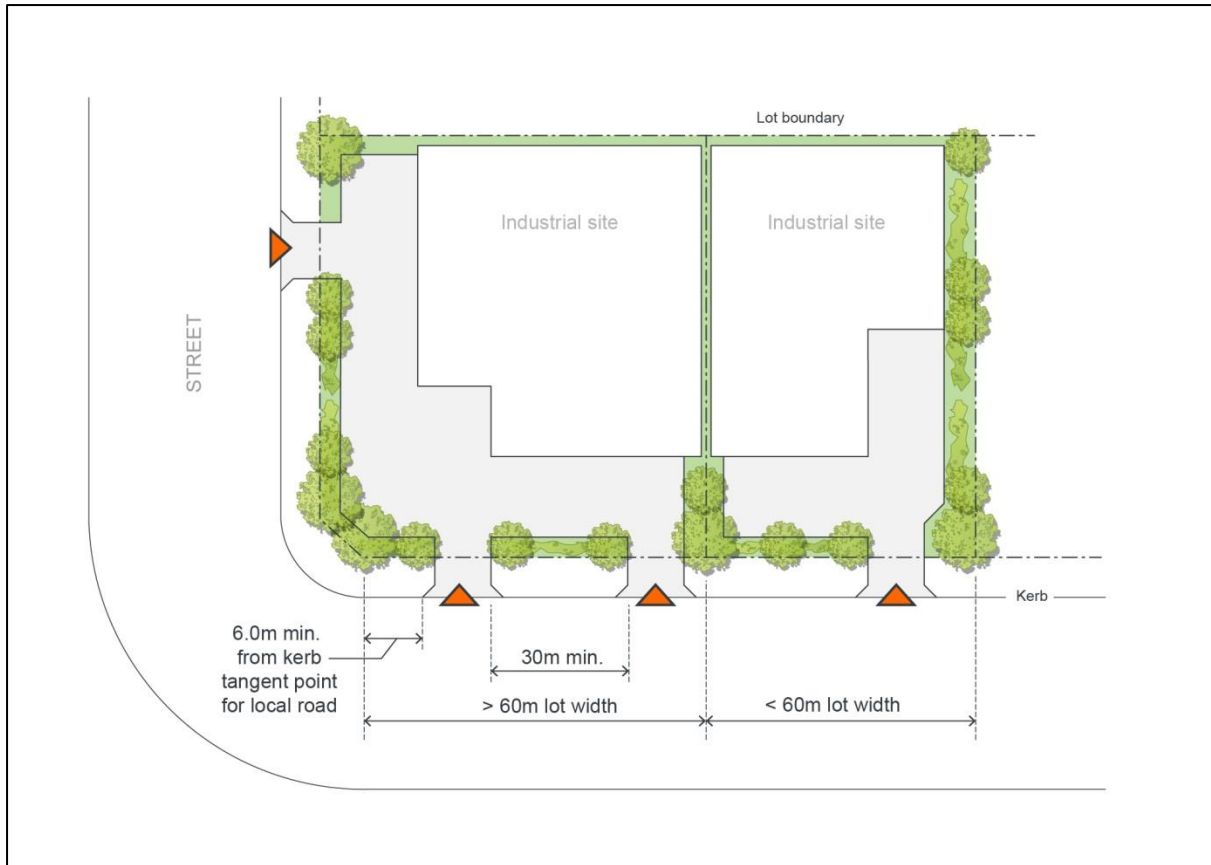 Lot boundary
Industrial site
Industrial site
STREET
Kerb
6.0m min.
from kerb
tangent point
for local road
30m min.
> 60m lot width
< 60m lot width